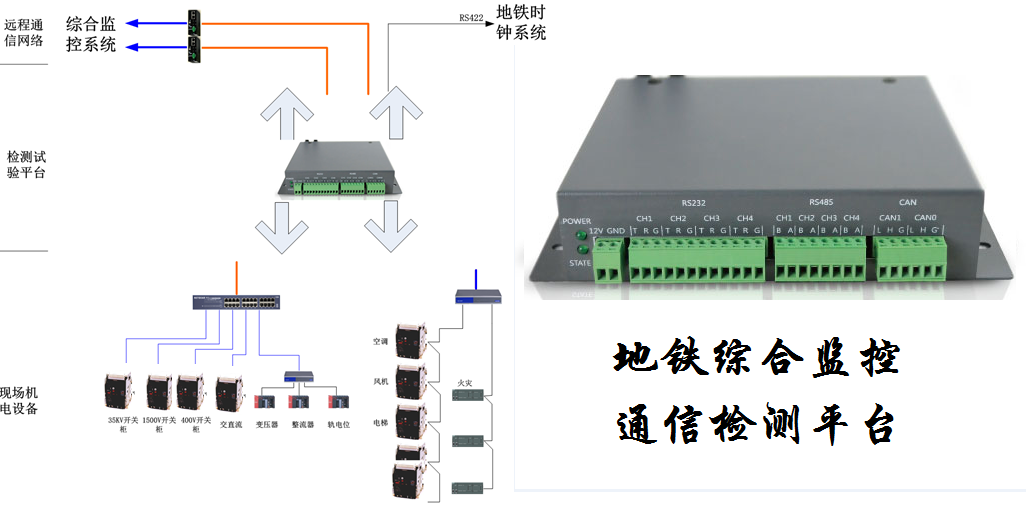 远程通
信网络
综合监
控系统
RS422
地铁时
钟系统
检测试
验平台
现场机
电设备
35KV开关
柜
1500V开关
柜
400V开关
柜
交直流
变压器
整流器
轨电位
空调
风机
电梯
火灾
RS232 RS485 CAN
POWER
CH1 CH2 CH3 CH4 CH1 CH2 CH3 CH4 CAN1 CAN0
12V GND T R G T R G T R G T R G B A B A B A B A L H G L H G
STATE
地铁综合监控
通信检测平台